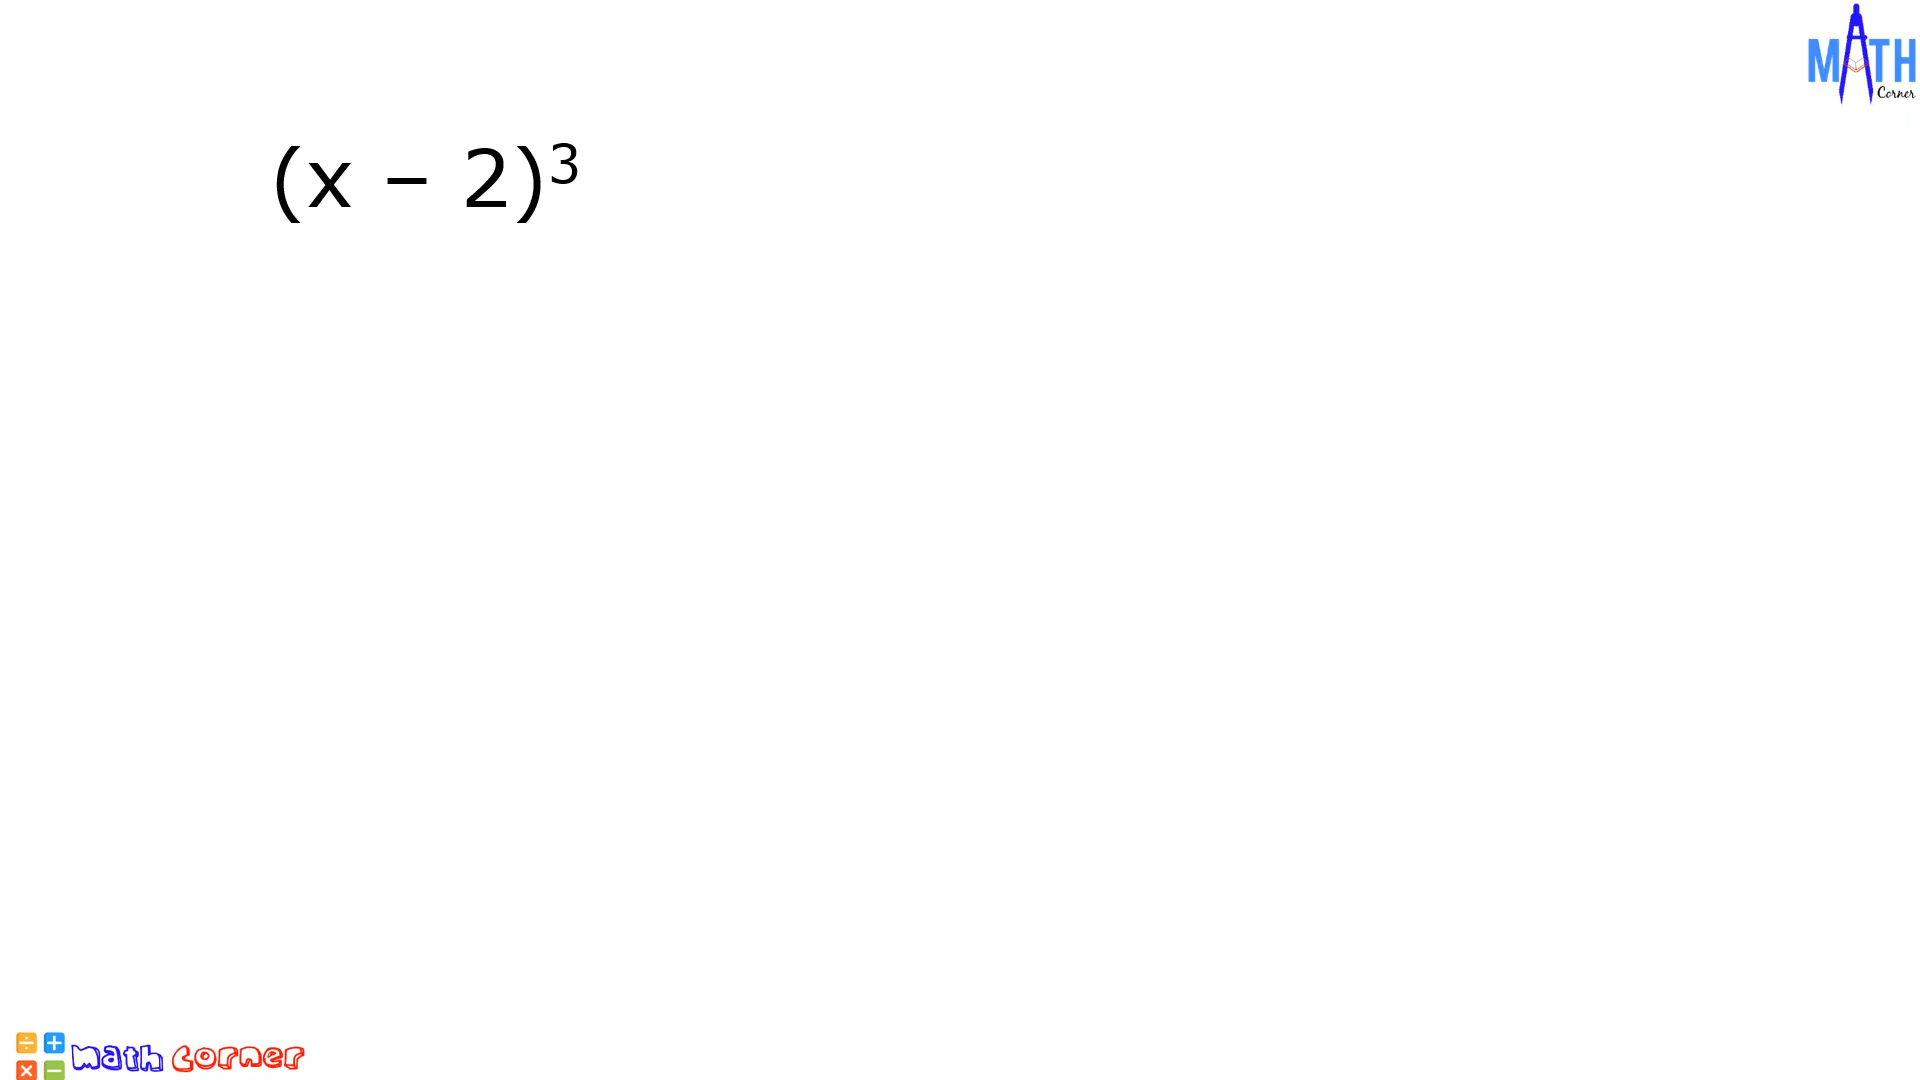 MATH
Corner
(x – 2)³
math corner